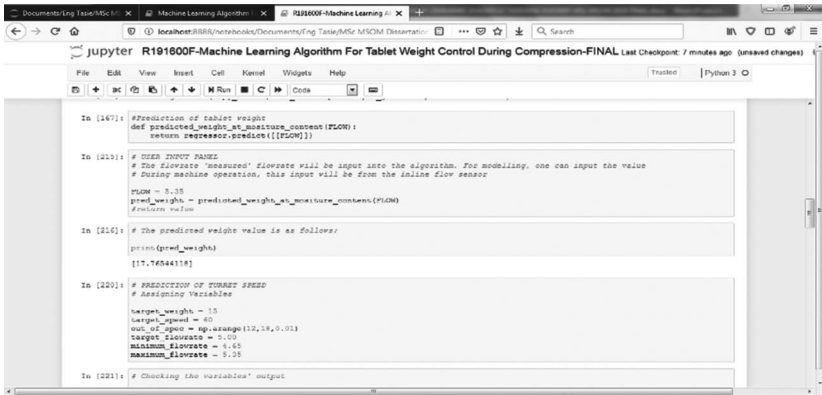 Documents/Eng Tasie/MSc MS × Machine Learning Algorithm × R191600F-Machine Learning Al × +
localhost:8888/notebooks/Documents/Eng Tasie/MSc MSOM Dissertation Search
jupyter R191600F-Machine Learning Algorithm For Tablet Weight Control During Compression-FINAL Last Checkpoint: 7 minutes ago (unsaved changes)
File Edit View Insert Cell Kernel Widgets Help Trusted Python 3
Run Code
In [167]: #Prediction of tablet weight
def predicted_weight_at_mositure_content(FLOW):
return regressor.predict([[FLOW]])
In [215]: # USER INPUT PANEL
# The flowrate 'measured' flowrate will be input into the algorithm. For modelling, one can input the value
# During machine operation, this input will be from the inline flow sensor
FLOW = 5.35
pred_weight = predicted_weight_at_mositure_content(FLOW)
#return value
In [216]: # The predicted weight value is as follows:
print(pred_weight)
[17.76544118]
In [220]: # PREDICTION OF TURRET SPEED
# Assigning Variables
target_weight = 15
target_speed = 60
out_of_spec = np.arange(12,18,0.01)
target_flowrate = 5.00
minimum_flowrate = 4.65
maximum_flowrate = 5.35
In [221]: # Checking the variables' output